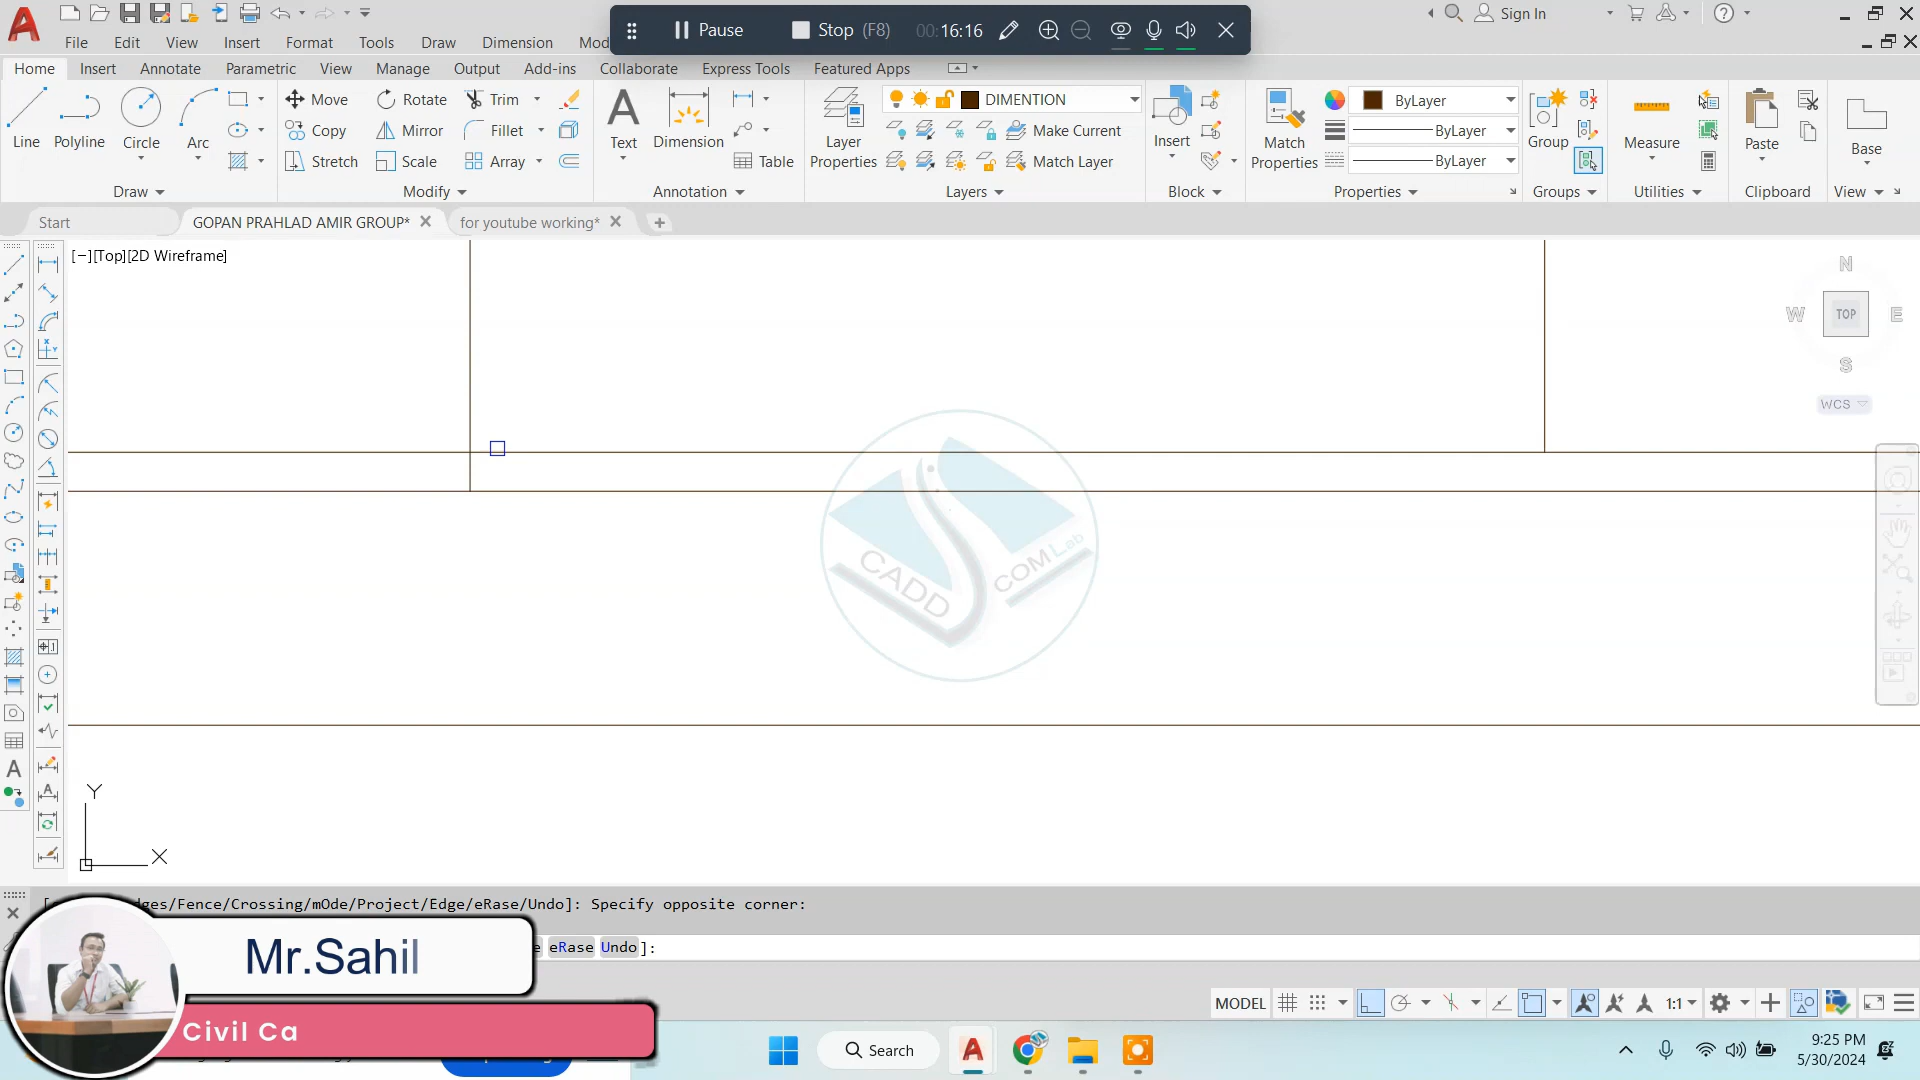 Pause
Stop (F8)
00:16:16
Sign In
File Edit View Insert Format Tools Draw Dimension Mod
Home Insert Annotate Parametric View Manage Output Add-ins Collaborate Express Tools Featured Apps
Line
Polyline
Circle
Arc
Draw
Move
Rotate
Trim
Copy
Mirror
Fillet
Stretch
Scale
Array
Modify
Text
Dimension
Table
Annotation
Layer
Properties
DIMENTION
Make Current
Match Layer
Layers
Insert
Block
Match
Properties
ByLayer
ByLayer
ByLayer
Properties
Group
Groups
Measure
Utilities
Paste
Clipboard
Base
View
Start
GOPAN PRAHLAD AMIR GROUP*
for youtube working*
[−][Top][2D Wireframe]
N
W
TOP
E
S
WCS
CADD
COM Lab
Y
X
dges/Fence/Crossing/mOde/Project/Edge/eRase/Undo]: Specify opposite corner:
eRase Undo]:
Mr.Sahil
Civil Ca
MODEL
1:1
Search
9:25 PM
5/30/2024